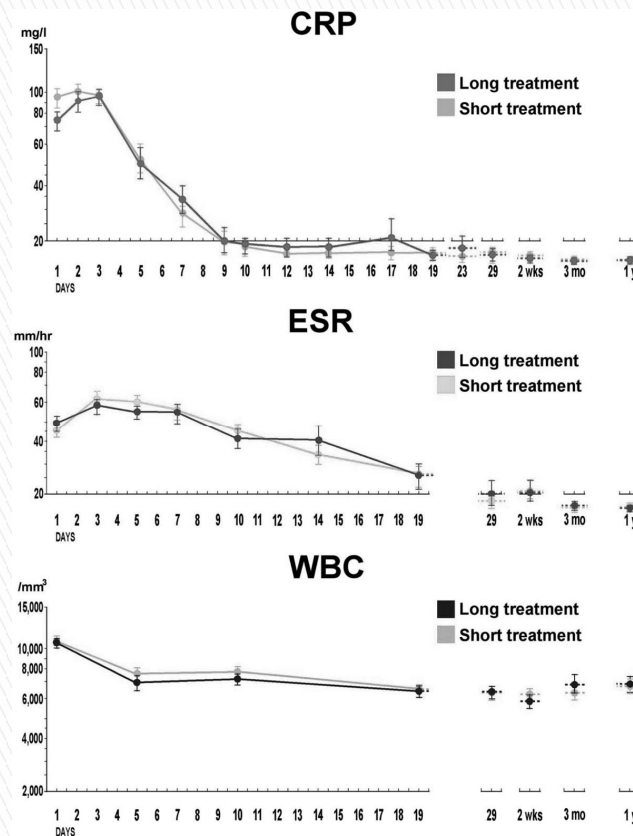 CRP
mg/l
150
100
80
60
40
20
Long treatment
Short treatment
1 2 3 4 5 6 7 8 9 10 11 12 13 14 15 16 17 18 19 23 29 2 wks 3 mo 1 y
DAYS
ESR
mm/hr
100
80
60
40
20
Long treatment
Short treatment
1 2 3 4 5 6 7 8 9 10 11 12 13 14 15 16 17 18 19 29 2 wks 3 mo 1 y
DAYS
WBC
/mm³
15,000
10,000
8,000
6,000
4,000
2,000
Long treatment
Short treatment
1 2 3 4 5 6 7 8 9 10 11 12 13 14 15 16 17 18 19 29 2 wks 3 mo 1 y
DAYS